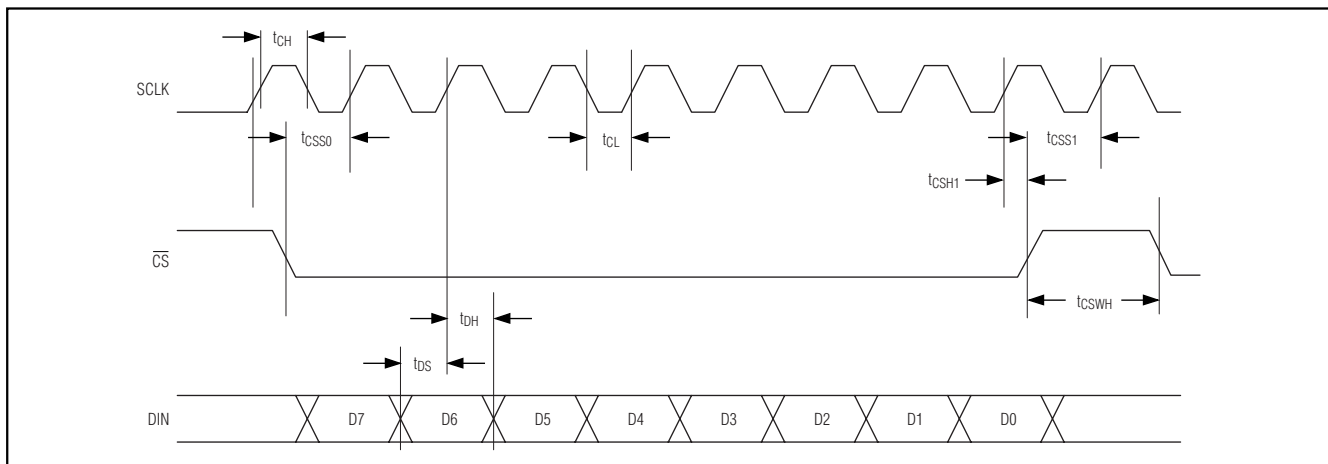 tCH
SCLK
tCSS0
tCL
tCSS1
tCSH1
CS
tCSWH
tDH
tDS
DIN
D7
D6
D5
D4
D3
D2
D1
D0